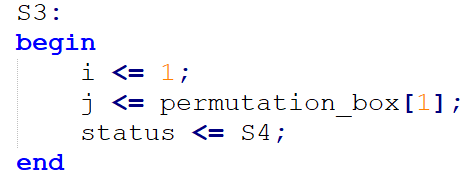 S3:
begin
    i <= 1;
    j <= permutation_box[1];
    status <= S4;
end